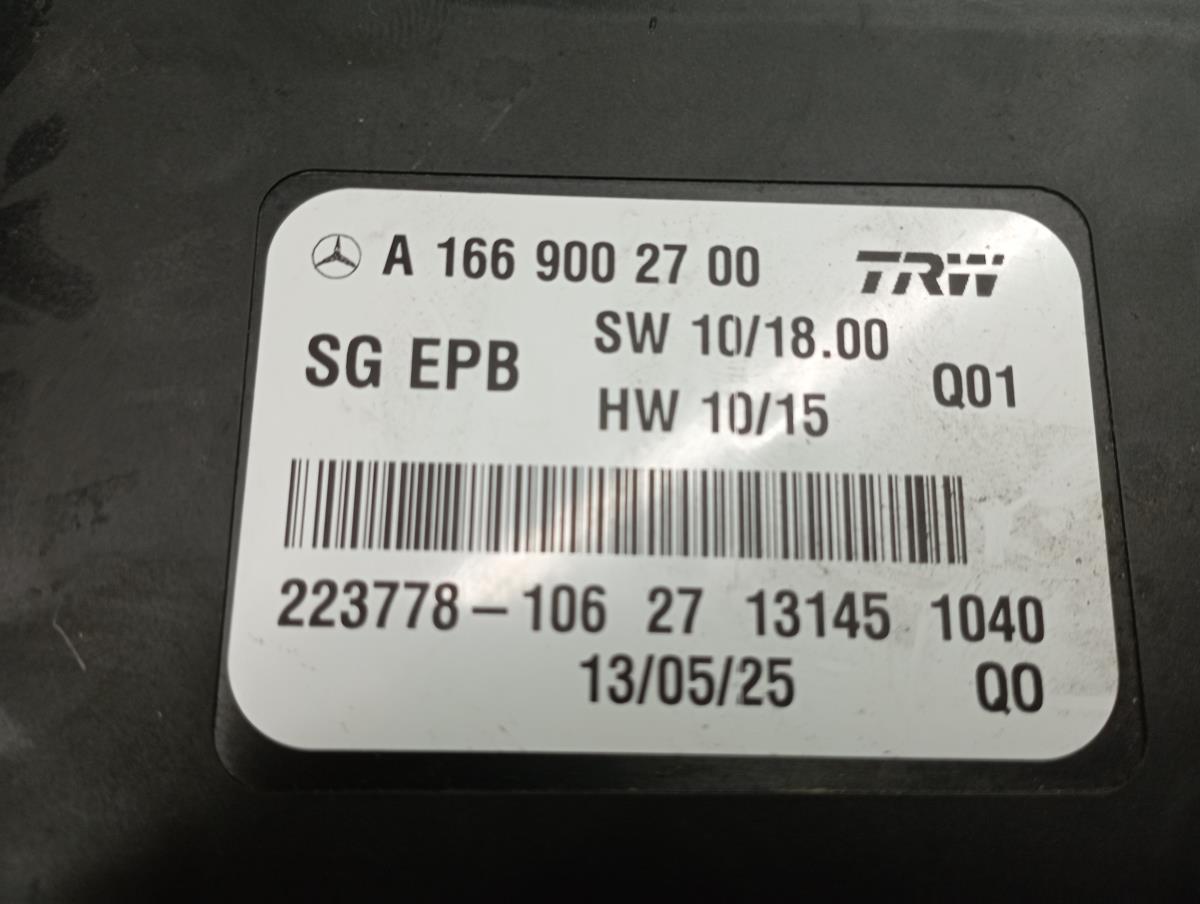 A 166 900 27 00 TRW
SG EPB SW 10/18.00
HW 10/15 Q01
223778-106 27 13145 1040
13/05/25 Q0